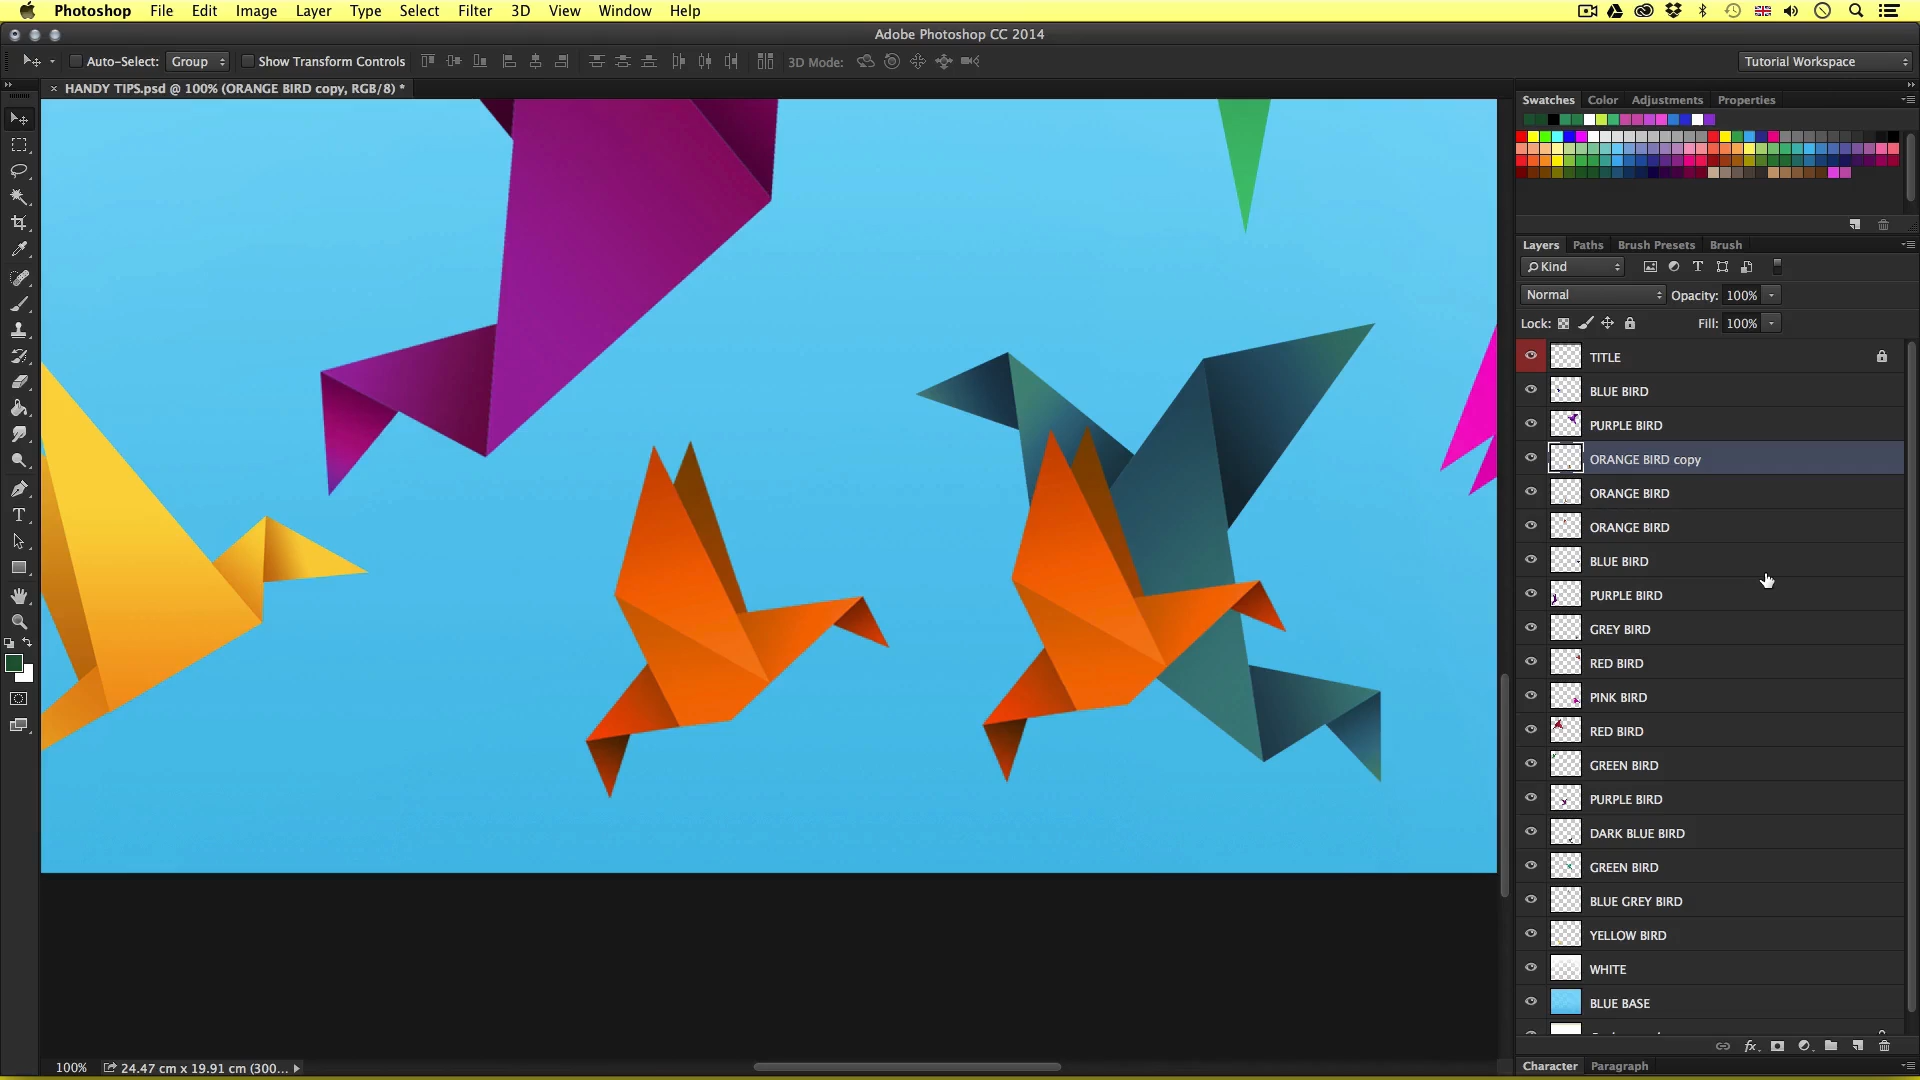 Photoshop File Edit Image Layer Type Select Filter 3D View Window Help
Adobe Photoshop CC 2014
Auto-Select: Group Show Transform Controls 3D Mode: Tutorial Workspace
× HANDY TIPS.psd @ 100% (ORANGE BIRD copy, RGB/8) *
Swatches Color Adjustments Properties
Layers Paths Brush Presets Brush
Kind
Normal Opacity: 100%
Lock: Fill: 100%
TITLE
BLUE BIRD
PURPLE BIRD
ORANGE BIRD copy
ORANGE BIRD
ORANGE BIRD
BLUE BIRD
PURPLE BIRD
GREY BIRD
RED BIRD
PINK BIRD
RED BIRD
GREEN BIRD
PURPLE BIRD
DARK BLUE BIRD
GREEN BIRD
BLUE GREY BIRD
YELLOW BIRD
WHITE
BLUE BASE
fx
100% 24.47 cm x 19.91 cm (300...
Character Paragraph